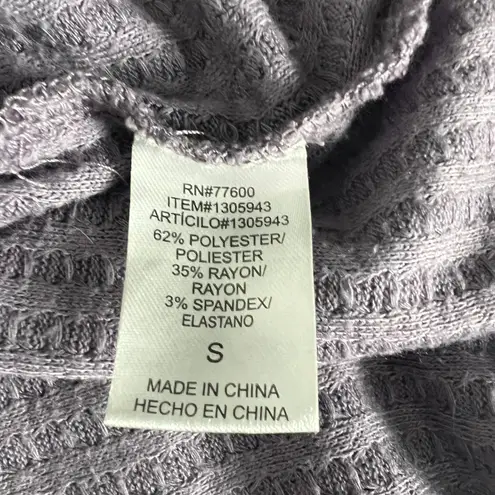 RN#77600
ITEM#1305943
ARTÍCILO#1305943
62% POLYESTER/
POLIESTER
35% RAYON/
RAYON
3% SPANDEX/
ELASTANO
S
MADE IN CHINA
HECHO EN CHINA